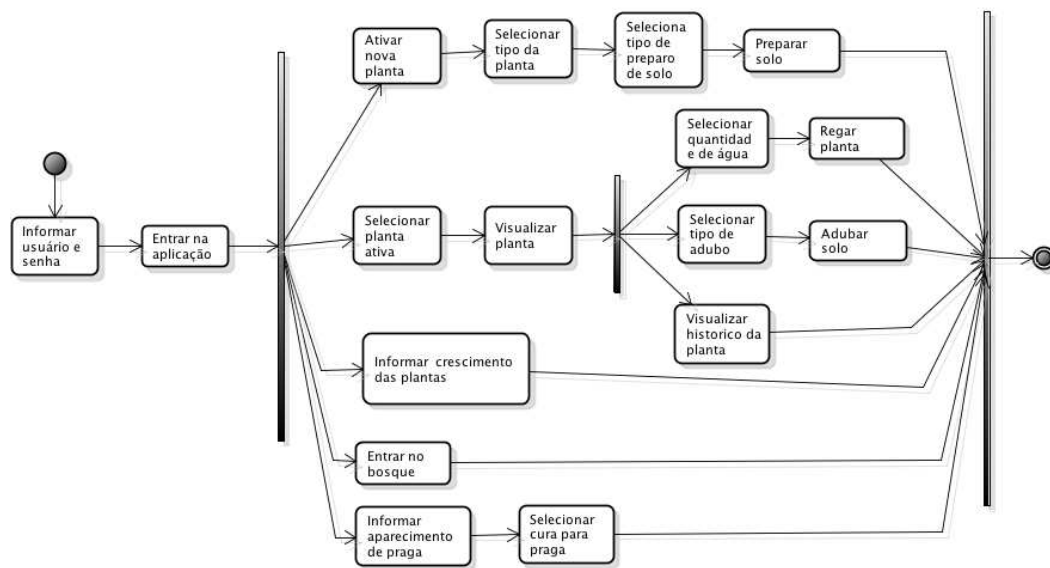 Informar
usuário e
senha
Entrar na
aplicação
Ativar
nova
planta
Selecionar
tipo da
planta
Seleciona
tipo de
preparo
de solo
Preparar
solo
Selecionar
planta
ativa
Visualizar
planta
Selecionar
quantidad
e de água
Regar
planta
Selecionar
tipo de
adubo
Adubar
solo
Visualizar
historico da
planta
Informar crescimento
das plantas
Entrar no
bosque
Informar
aparecimento
de praga
Selecionar
cura para
praga